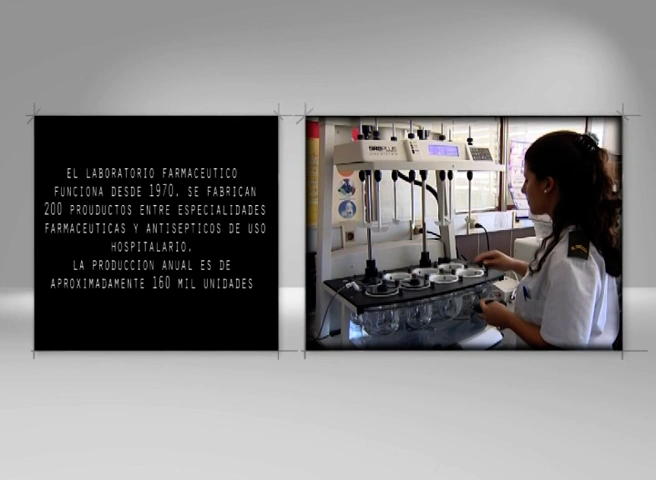 EL LABORATORIO FARMACEUTICO
FUNCIONA DESDE 1970. SE FABRICAN
200 PROUDUCTOS ENTRE ESPECIALIDADES
FARMACEUTICAS Y ANTISEPTICOS DE USO
HOSPITALARIO.
LA PRODUCCION ANUAL ES DE
APROXIMADAMENTE 160 MIL UNIDADES